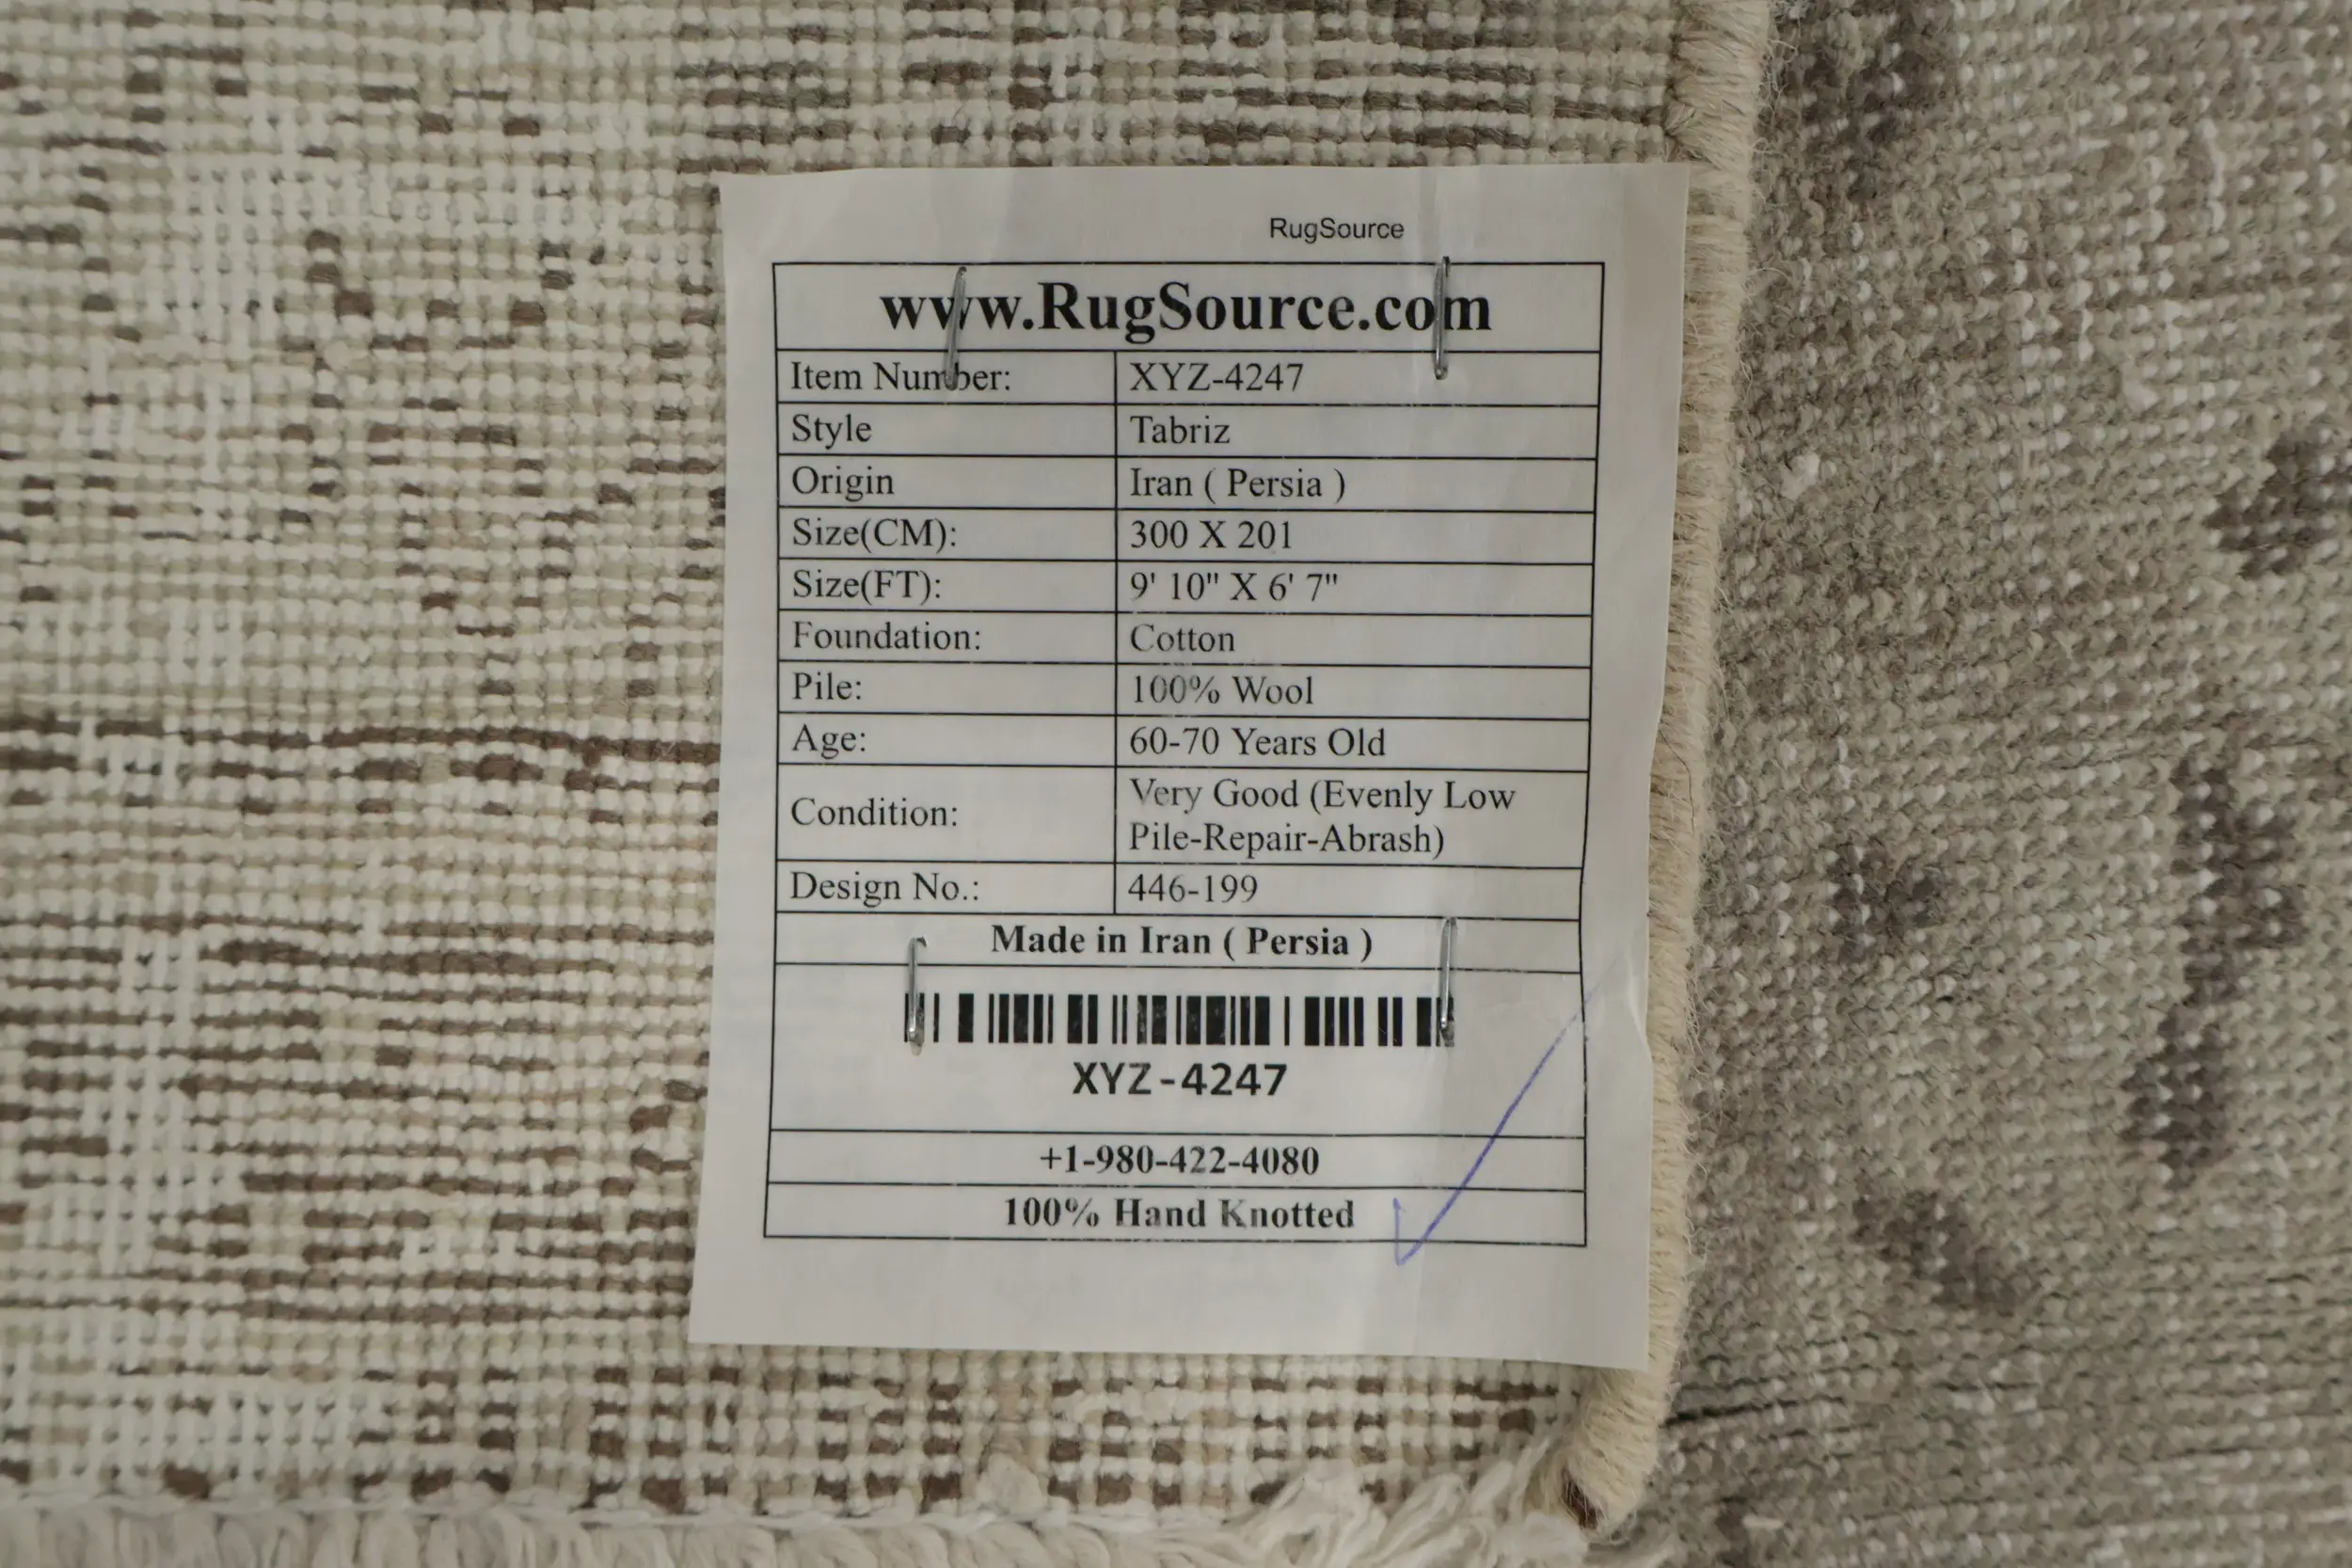 RugSource
www.RugSource.com
Item Number: XYZ-4247
Style Tabriz
Origin Iran ( Persia )
Size(CM): 300 X 201
Size(FT): 9' 10" X 6' 7"
Foundation: Cotton
Pile: 100% Wool
Age: 60-70 Years Old
Condition: Very Good (Evenly Low
Pile-Repair-Abrash)
Design No.: 446-199
Made in Iran ( Persia )
XYZ-4247
+1-980-422-4080
100% Hand Knotted